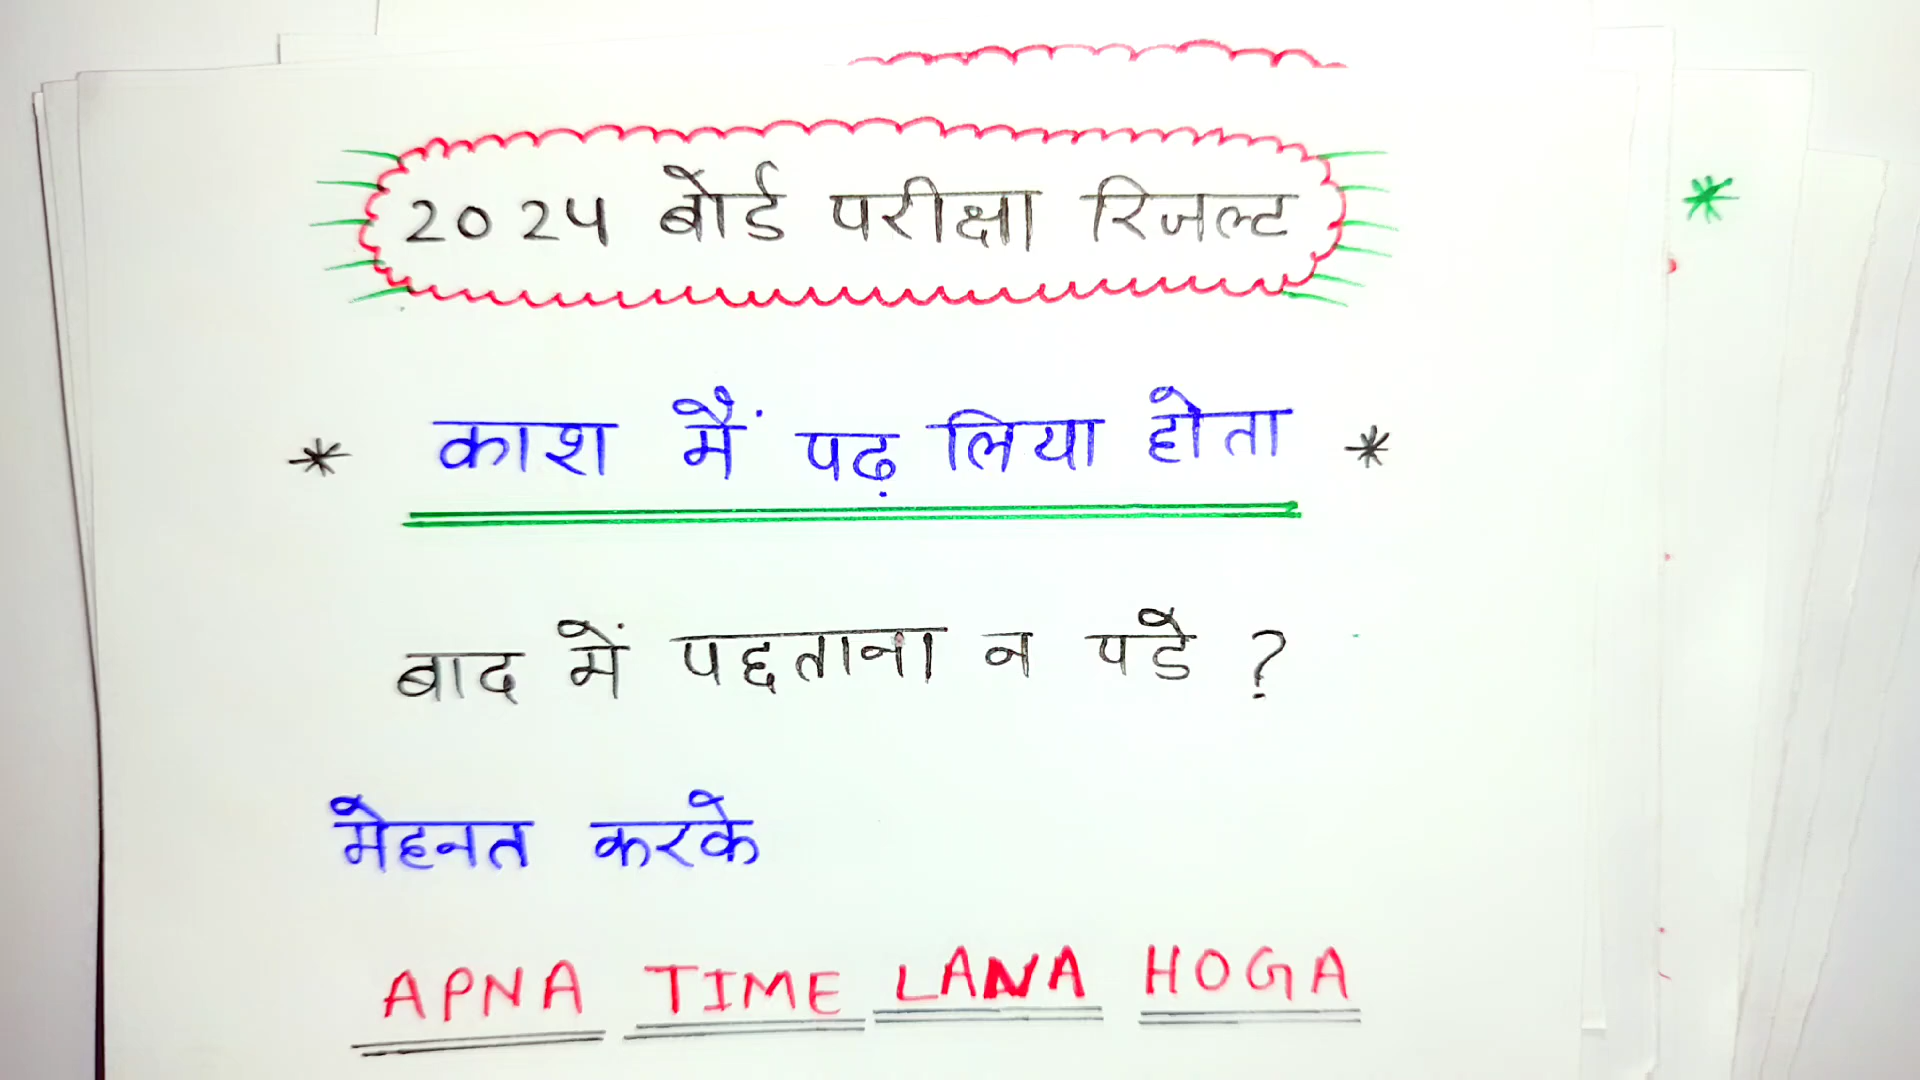 2024 बोर्ड परीक्षा रिजल्ट
* काश मैं पढ़ लिया होता *
बाद में पछताना न पडे ?
मेहनत करके
APNA TIME LANA HOGA